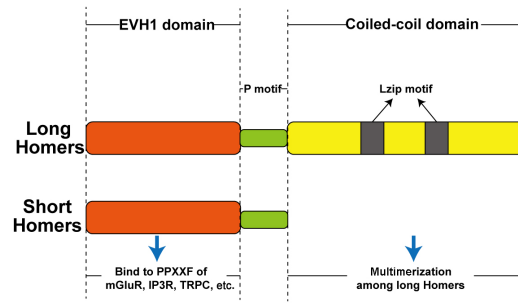 EVH1 domain
Coiled-coil domain
P motif
Lzip motif
Long
Homers
Short
Homers
Bind to PPXXF of
mGluR, IP3R, TRPC, etc.
Multimerization
among long Homers